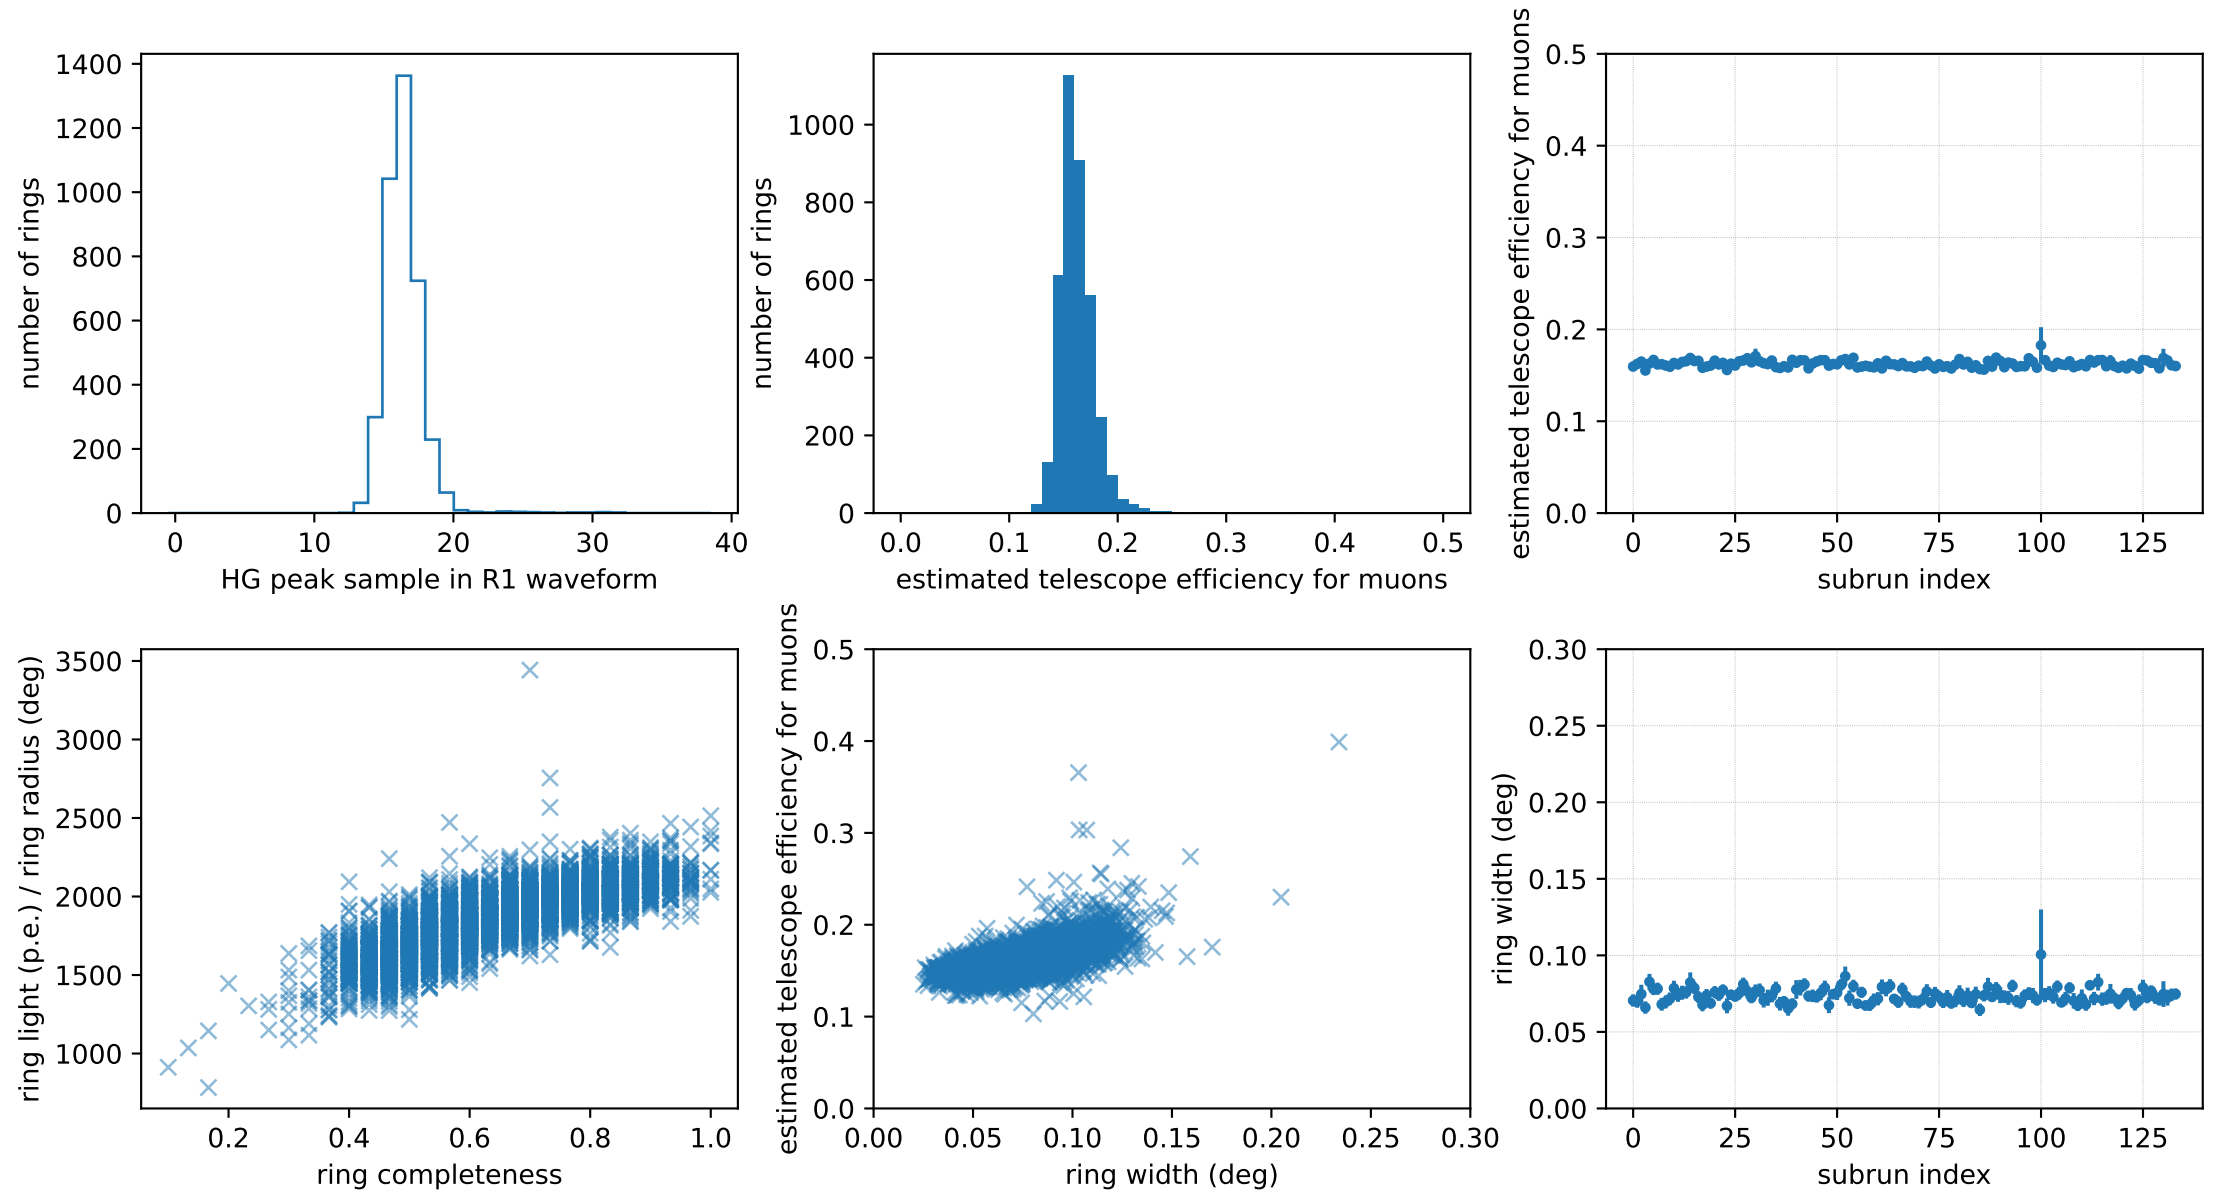 number of rings
1400
1200
1000
800
600
400
200
0
0 10 20 30 40
HG peak sample in R1 waveform
number of rings
1000
800
600
400
200
0
0.0 0.1 0.2 0.3 0.4 0.5
estimated telescope efficiency for muons
estimated telescope efficiency for muons
0.5
0.4
0.3
0.2
0.1
0.0
0 25 50 75 100 125
subrun index
ring light (p.e.) / ring radius (deg)
3500
3000
2500
2000
1500
1000
0.2 0.4 0.6 0.8 1.0
ring completeness
estimated telescope efficiency for muons
0.5
0.4
0.3
0.2
0.1
0.0
0.00 0.05 0.10 0.15 0.20 0.25 0.30
ring width (deg)
ring width (deg)
0.30
0.25
0.20
0.15
0.10
0.05
0.00
0 25 50 75 100 125
subrun index